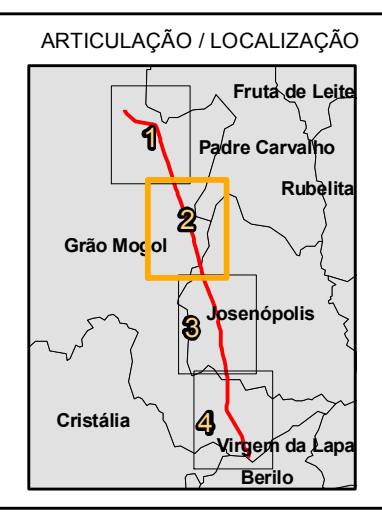 ARTICULAÇÃO / LOCALIZAÇÃO
Fruta de Leite
1
Padre Carvalho
Rubelita
2
Grão Mogol
Josenópolis
3
Cristália
4
Virgem da Lapa
Berilo